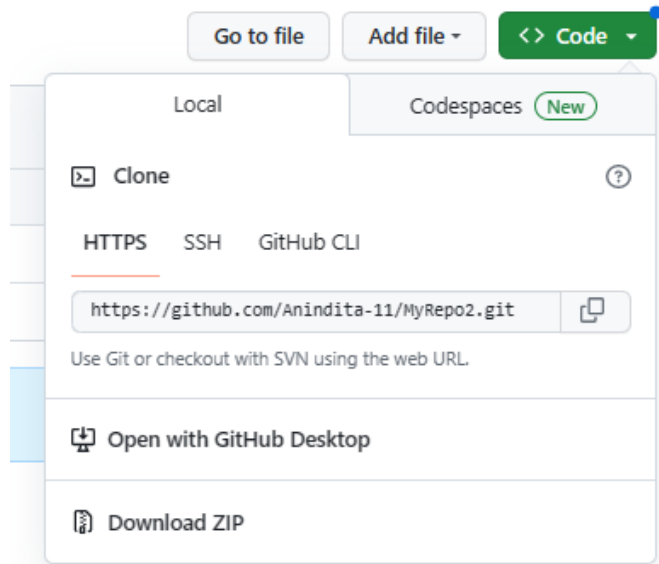 Go to file Add file <> Code
Local Codespaces New
Clone
HTTPS SSH GitHub CLI
https://github.com/Anindita-11/MyRepo2.git
Use Git or checkout with SVN using the web URL.
Open with GitHub Desktop
Download ZIP